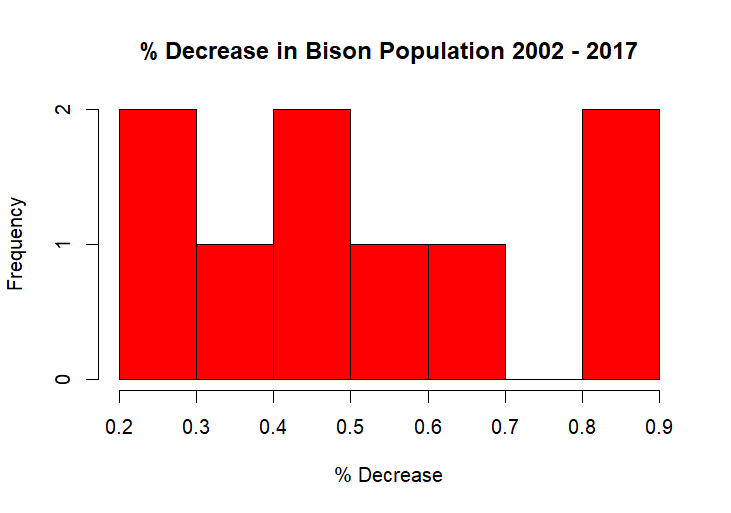 % Decrease in Bison Population 2002 - 2017
2
1
0
Frequency
0.2 0.3 0.4 0.5 0.6 0.7 0.8 0.9
% Decrease